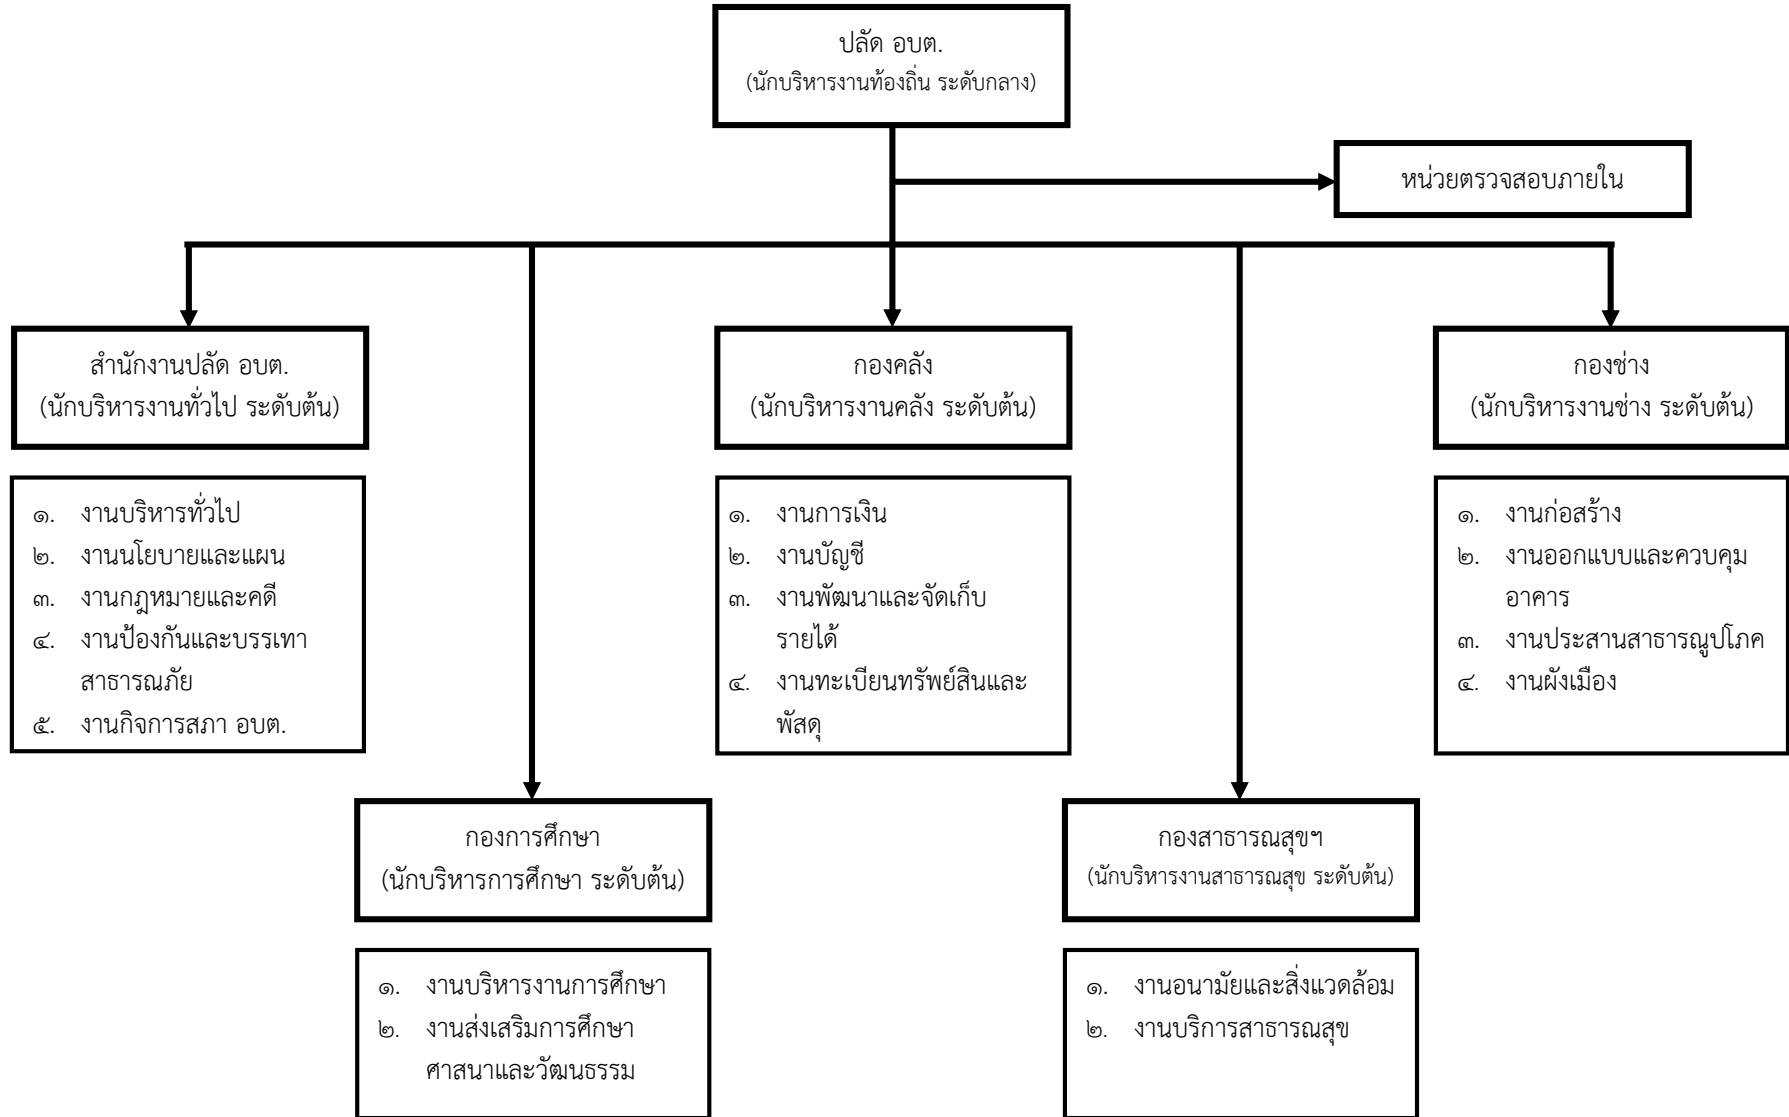 ปลัด อบต.
(นักบริหารงานท้องถิ่น ระดับกลาง)
หน่วยตรวจสอบภายใน
สำนักงานปลัด อบต.
(นักบริหารงานทั่วไป ระดับต้น)
๑. งานบริหารทั่วไป
๒. งานนโยบายและแผน
๓. งานกฎหมายและคดี
๔. งานป้องกันและบรรเทา
สาธารณภัย
๕. งานกิจการสภา อบต.
กองคลัง
(นักบริหารงานคลัง ระดับต้น)
๑. งานการเงิน
๒. งานบัญชี
๓. งานพัฒนาและจัดเก็บ
รายได้
๔. งานทะเบียนทรัพย์สินและ
พัสดุ
กองช่าง
(นักบริหารงานช่าง ระดับต้น)
๑. งานก่อสร้าง
๒. งานออกแบบและควบคุม
อาคาร
๓. งานประสานสาธารณูปโภค
๔. งานผังเมือง
กองการศึกษา
(นักบริหารการศึกษา ระดับต้น)
๑. งานบริหารงานการศึกษา
๒. งานส่งเสริมการศึกษา
ศาสนาและวัฒนธรรม
กองสาธารณสุขฯ
(นักบริหารงานสาธารณสุข ระดับต้น)
๑. งานอนามัยและสิ่งแวดล้อม
๒. งานบริการสาธารณสุข